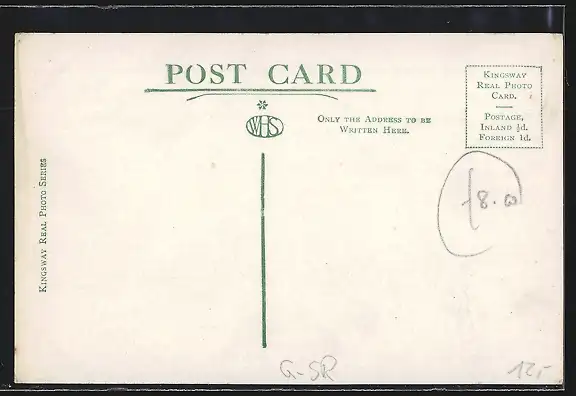 POST CARD
WHS
ONLY THE ADDRESS TO BE
WRITTEN HERE.
KINGSWAY
REAL PHOTO
CARD.
POSTAGE,
INLAND ½d.
FOREIGN 1d.
KINGSWAY REAL PHOTO SERIES
£8.00
G-SR
12,-